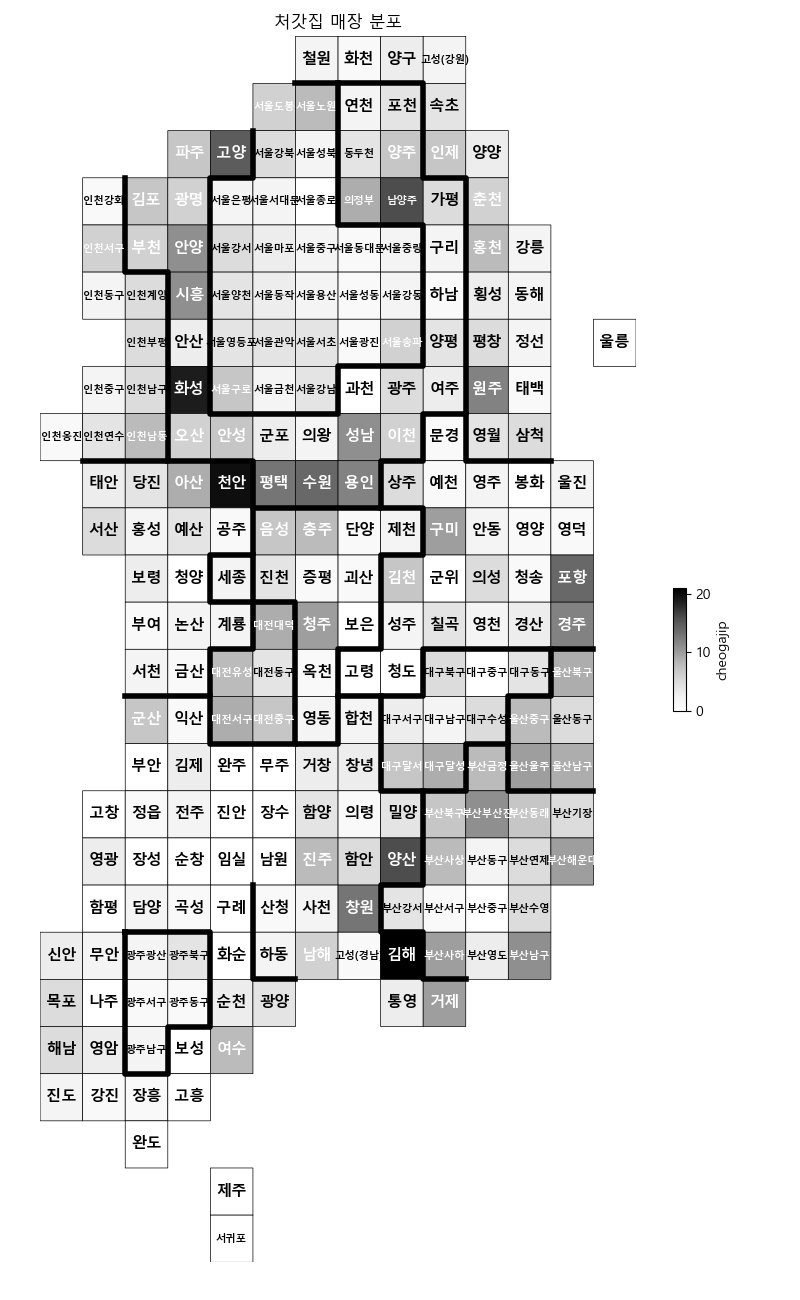 처갓집 매장 분포
철원 화천 양구 고성(강원)
서울도봉 서울노원 연천 포천 속초
파주 고양 서울강북 서울성북 동두천 양주 인제 양양
인천강화 김포 광명 서울은평 서울서대문 서울종로 의정부 남양주 가평 춘천
인천서구 부천 안양 서울강서 서울마포 서울중구 서울동대문 서울중랑 구리 홍천 강릉
인천동구 인천계양 시흥 서울양천 서울동작 서울용산 서울성동 서울강동 하남 횡성 동해
인천부평 안산 서울영등포 서울관악 서울서초 서울광진 서울송파 양평 평창 정선 울릉
인천중구 인천남구 화성 서울구로 서울금천 서울강남 과천 광주 여주 원주 태백
인천옹진 인천연수 인천남동 오산 안성 군포 의왕 성남 이천 문경 영월 삼척
태안 당진 아산 천안 평택 수원 용인 상주 예천 영주 봉화 울진
서산 홍성 예산 공주 음성 충주 단양 제천 구미 안동 영양 영덕
보령 청양 세종 진천 증평 괴산 김천 군위 의성 청송 포항
부여 논산 계룡 대전대덕 청주 보은 성주 칠곡 영천 경산 경주
서천 금산 대전유성 대전동구 옥천 고령 청도 대구북구 대구중구 대구동구 울산북구
군산 익산 대전서구 대전중구 영동 합천 대구서구 대구남구 대구수성 울산중구 울산동구
부안 김제 완주 무주 거창 창녕 대구달서 대구달성 부산금정 울산울주 울산남구
고창 정읍 전주 진안 장수 함양 의령 밀양 부산북구 부산부산진 부산동래 부산기장
영광 장성 순창 임실 남원 진주 함안 양산 부산사상 부산동구 부산연제 부산해운대
함평 담양 곡성 구례 산청 사천 창원 부산강서 부산서구 부산중구 부산수영
신안 무안 광주광산 광주북구 화순 하동 남해 고성(경남) 김해 부산사하 부산영도 부산남구
목포 나주 광주서구 광주동구 순천 광양 통영 거제
해남 영암 광주남구 보성 여수
진도 강진 장흥 고흥
완도
제주
서귀포
20
10
0
cheogajip